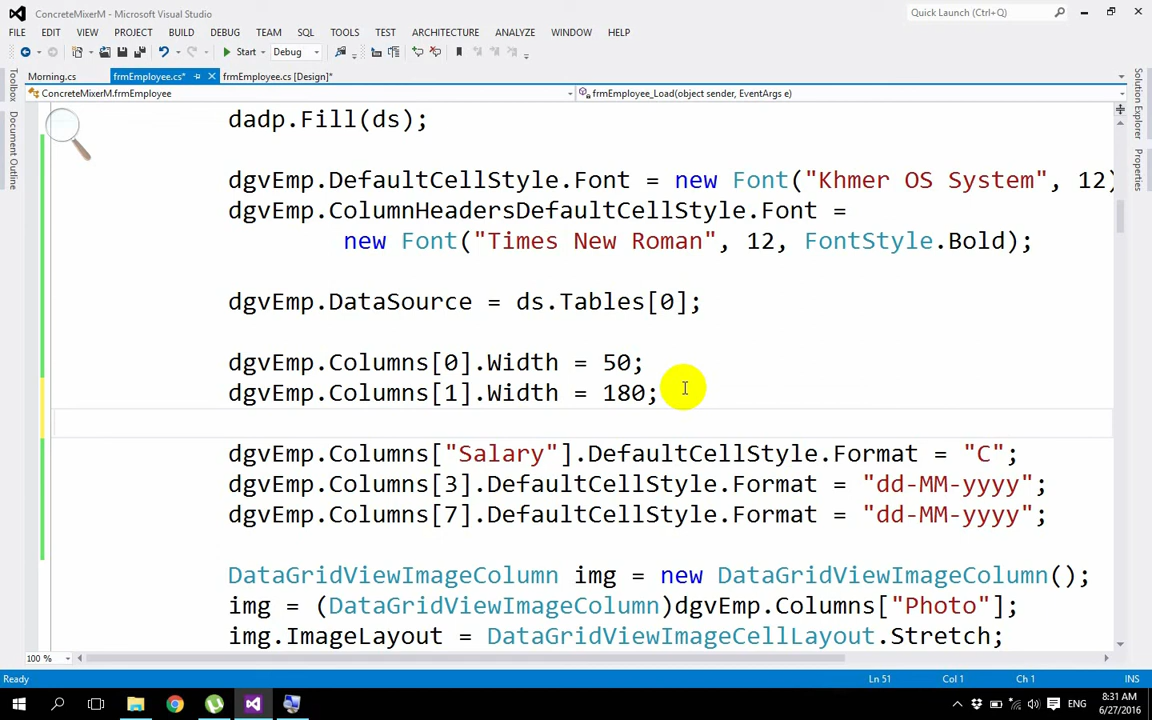 ConcreteMixerM - Microsoft Visual Studio
Quick Launch (Ctrl+Q)
FILE EDIT VIEW PROJECT BUILD DEBUG TEAM SQL TOOLS TEST ARCHITECTURE ANALYZE WINDOW HELP
Start Debug
Morning.cs frmEmployee.cs* frmEmployee.cs [Design]*
ConcreteMixerM.frmEmployee frmEmployee_Load(object sender, EventArgs e)
Toolbox
Document Outline
Solution Explorer
Properties
dadp.Fill(ds);
dgvEmp.DefaultCellStyle.Font = new Font("Khmer OS System", 12)
dgvEmp.ColumnHeadersDefaultCellStyle.Font =
new Font("Times New Roman", 12, FontStyle.Bold);
dgvEmp.DataSource = ds.Tables[0];
dgvEmp.Columns[0].Width = 50;
dgvEmp.Columns[1].Width = 180;
dgvEmp.Columns["Salary"].DefaultCellStyle.Format = "C";
dgvEmp.Columns[3].DefaultCellStyle.Format = "dd-MM-yyyy";
dgvEmp.Columns[7].DefaultCellStyle.Format = "dd-MM-yyyy";
DataGridViewImageColumn img = new DataGridViewImageColumn();
img = (DataGridViewImageColumn)dgvEmp.Columns["Photo"];
img.ImageLayout = DataGridViewImageCellLayout.Stretch;
100 %
Ready Ln 51 Col 1 Ch 1 INS
ENG 8:31 AM
6/27/2016